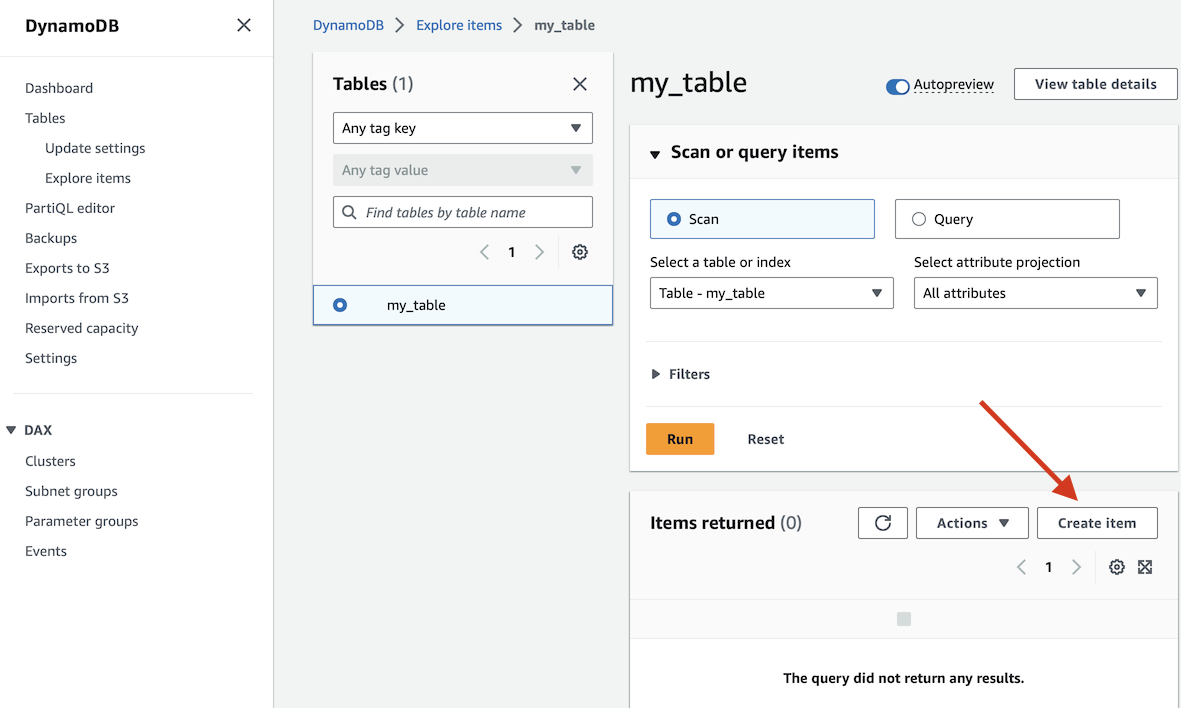 DynamoDB
Dashboard
Tables
Update settings
Explore items
PartiQL editor
Backups
Exports to S3
Imports from S3
Reserved capacity
Settings
DAX
Clusters
Subnet groups
Parameter groups
Events
DynamoDB Explore items my_table
Tables (1)
Any tag key
Any tag value
Find tables by table name
1
my_table
my_table
Autopreview
View table details
Scan or query items
Scan
Query
Select a table or index
Select attribute projection
Table - my_table
All attributes
Filters
Run
Reset
Items returned (0)
Actions
Create item
1
The query did not return any results.